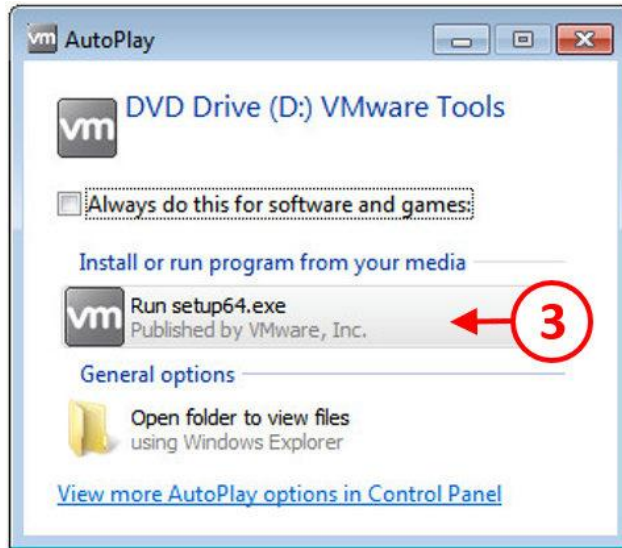 vm AutoPlay
vm DVD Drive (D:) VMware Tools
Always do this for software and games:
Install or run program from your media
vm Run setup64.exe
Published by VMware, Inc.
3
General options
Open folder to view files
using Windows Explorer
View more AutoPlay options in Control Panel